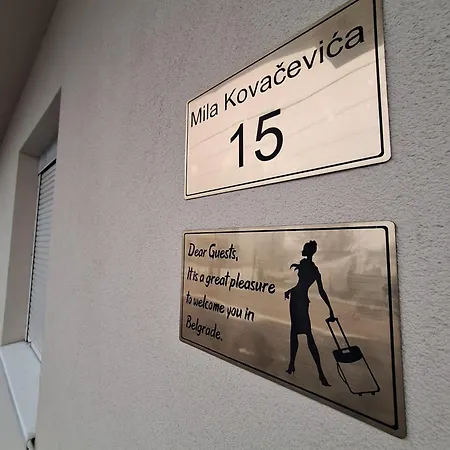 Mila Kovačevića
15
Dear Guests,
It is a great pleasure
to welcome you in
Belgrade.